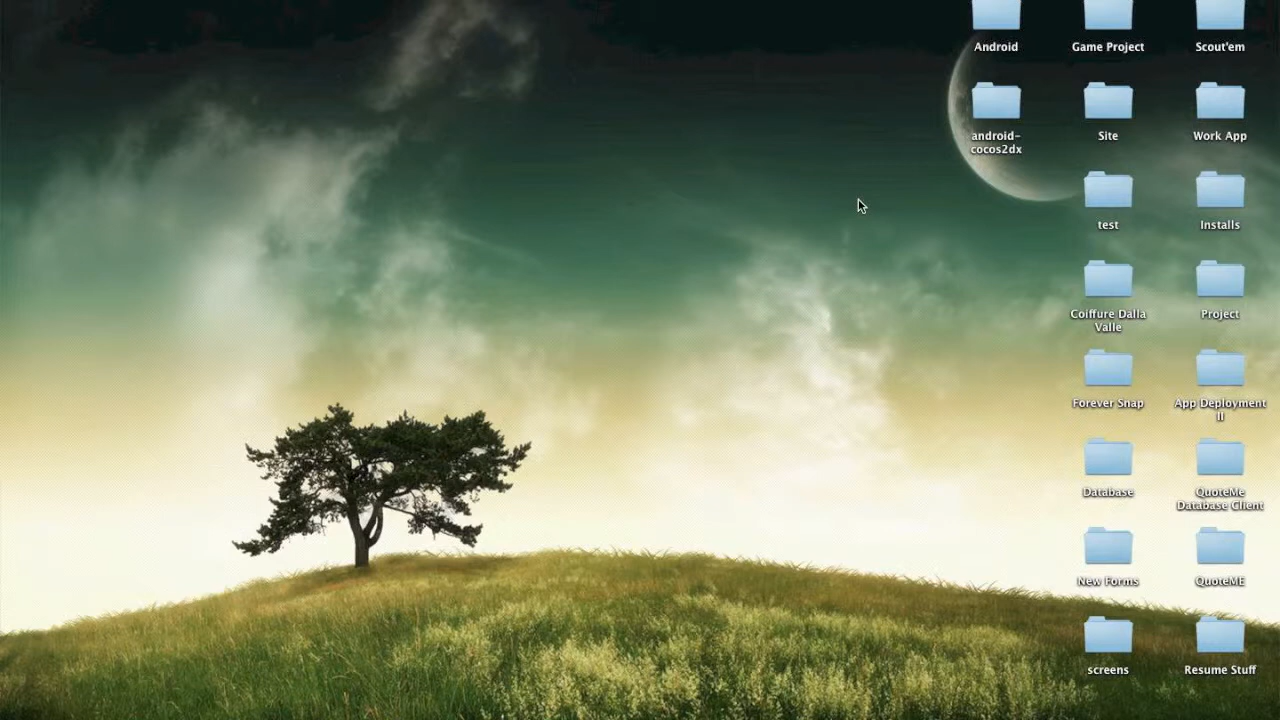 Android
Game Project
Scout'em
android-
cocos2dx
Site
Work App
test
Installs
Coiffure Dalla
Valle
Project
Forever Snap
App Deployment
II
Database
QuoteMe
Database Client
New Forms
QuoteME
screens
Resume Stuff